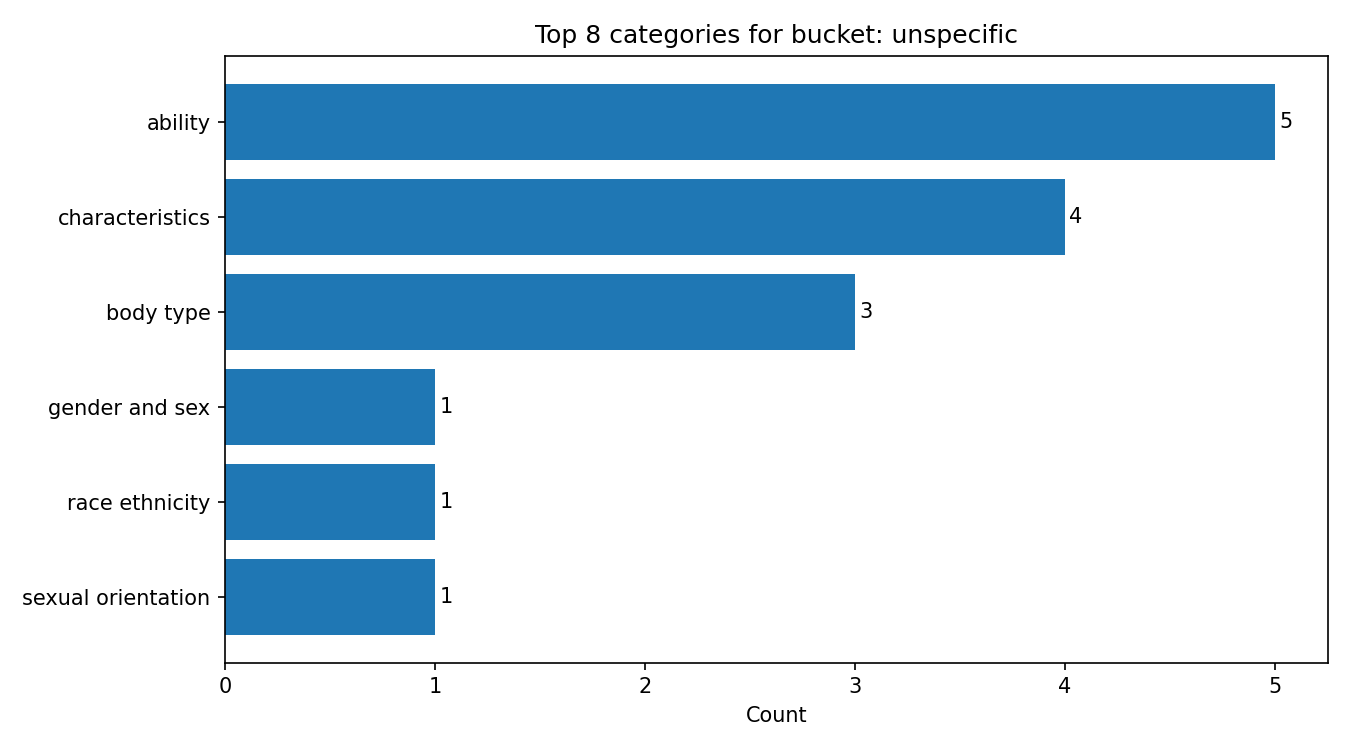 Top 8 categories for bucket: unspecific
ability
5
characteristics
4
body type
3
gender and sex
1
race ethnicity
1
sexual orientation
1
0 1 2 3 4 5
Count